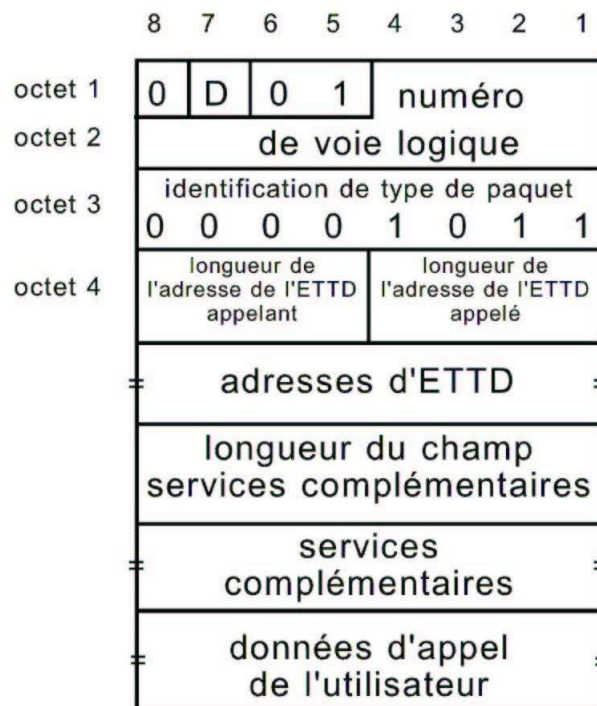 8 7 6 5 4 3 2 1
octet 1 0 D 0 1 numéro
octet 2 de voie logique
identification de type de paquet
octet 3
0 0 0 0 1 0 1 1
longueur de longueur de
octet 4 l'adresse de l'ETTD l'adresse de l'ETTD
appelant appelé
adresses d'ETTD
longueur du champ
services complémentaires
services
complémentaires
données d'appel
de l'utilisateur